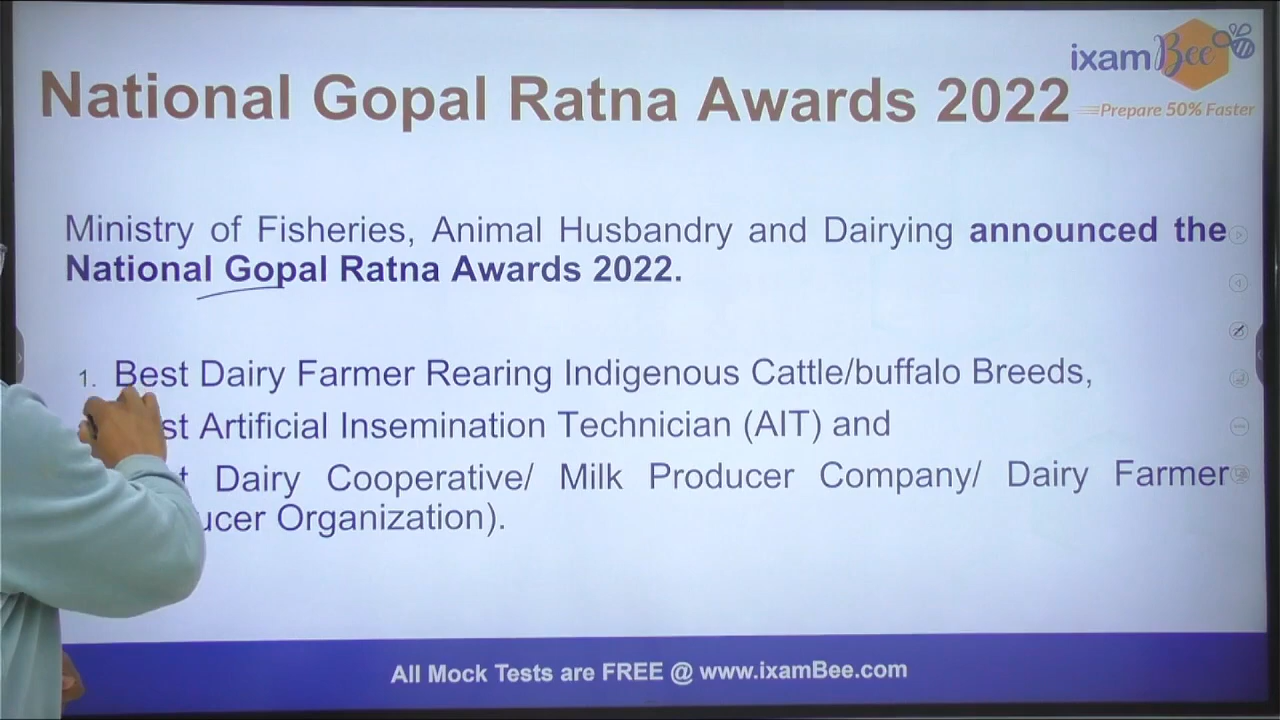 ixamBee
National Gopal Ratna Awards 2022
Prepare 50% Faster
Ministry of Fisheries, Animal Husbandry and Dairying announced the
National Gopal Ratna Awards 2022.
1. Best Dairy Farmer Rearing Indigenous Cattle/buffalo Breeds,
Artificial Insemination Technician (AIT) and
Dairy Cooperative/ Milk Producer Company/ Dairy Farmer
Organization).
All Mock Tests are FREE @ www.ixamBee.com